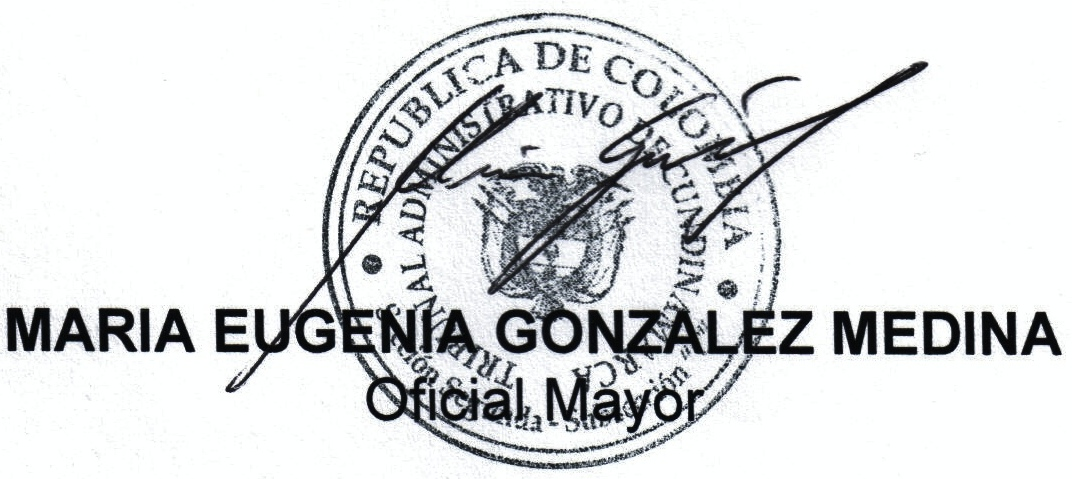 REPUBLICA DE COLOMBIA
TRIBUNAL ADMINISTRATIVO DE CUNDINAMARCA
MARIA EUGENIA GONZALEZ MEDINA
Oficial Mayor